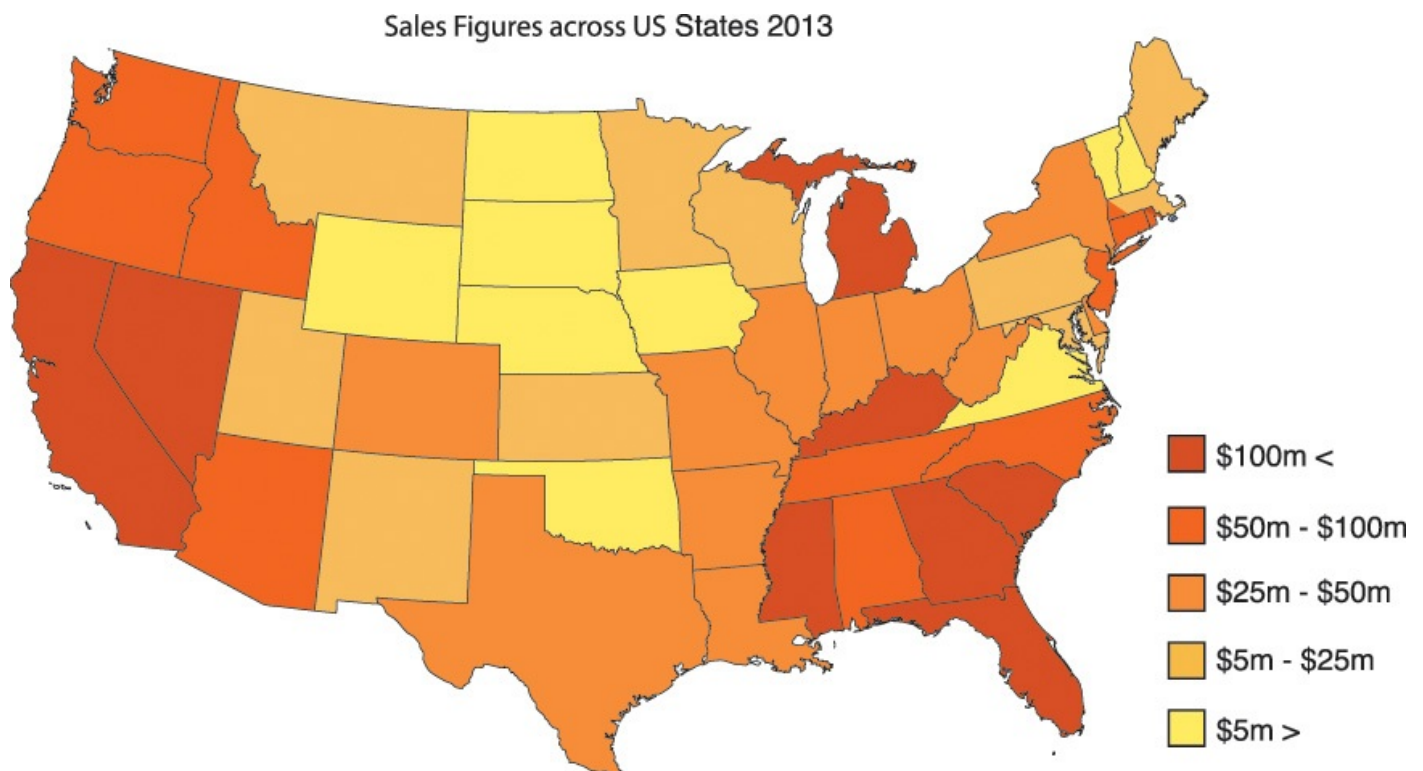 Sales Figures across US States 2013
$100m <
$50m - $100m
$25m - $50m
$5m - $25m
$5m >